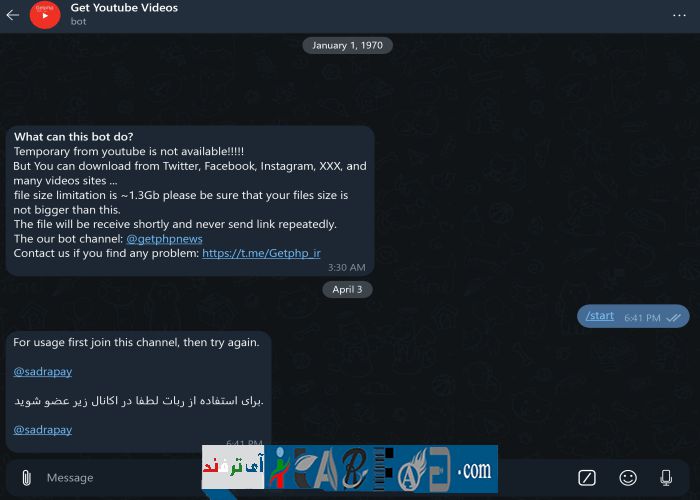 Get Youtube Videos
bot
January 1, 1970
What can this bot do?
Temporary from youtube is not available!!!!!
But You can download from Twitter, Facebook, Instagram, XXX, and
many videos sites ...
file size limitation is ~1.3Gb please be sure that your files size is
not bigger than this.
The file will be receive shortly and never send link repeatedly.
The our bot channel: @getphpnews
Contact us if you find any problem: https://t.me/Getphp_ir
3:30 AM
April 3
/start 6:41 PM
For usage first join this channel, then try again.
@sadrapay
برای استفاده از ربات لطفا در اکانال زیر عضو شوید.
@sadrapay
6:41 PM
آی ترفند
.com
Message